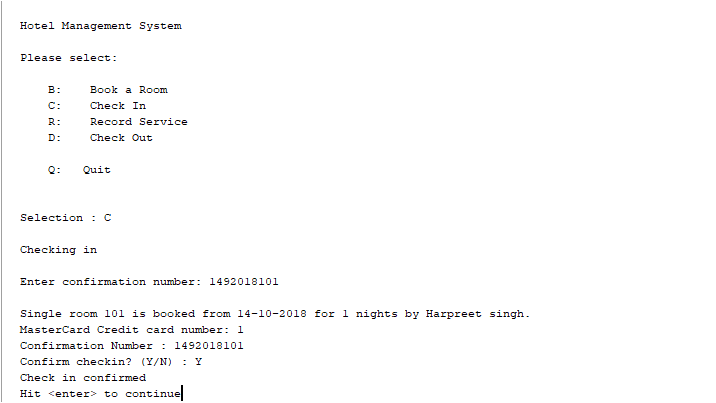 Hotel Management System
Please select:
B: Book a Room
C: Check In
R: Record Service
D: Check Out
Q: Quit
Selection : C
Checking in
Enter confirmation number: 1492018101
Single room 101 is booked from 14-10-2018 for 1 nights by Harpreet singh.
MasterCard Credit card number: 1
Confirmation Number : 1492018101
Confirm checkin? (Y/N) : Y
Check in confirmed
Hit <enter> to continue